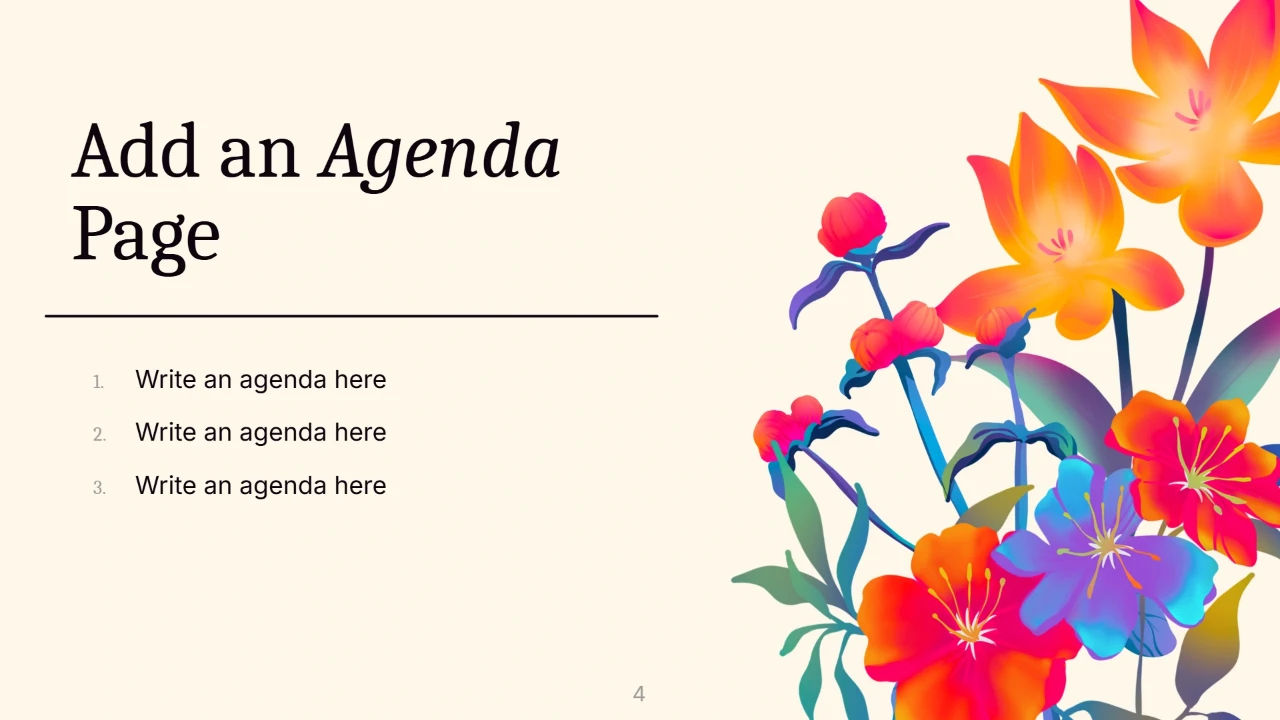 Add an Agenda
Page
1. Write an agenda here
2. Write an agenda here
3. Write an agenda here
4